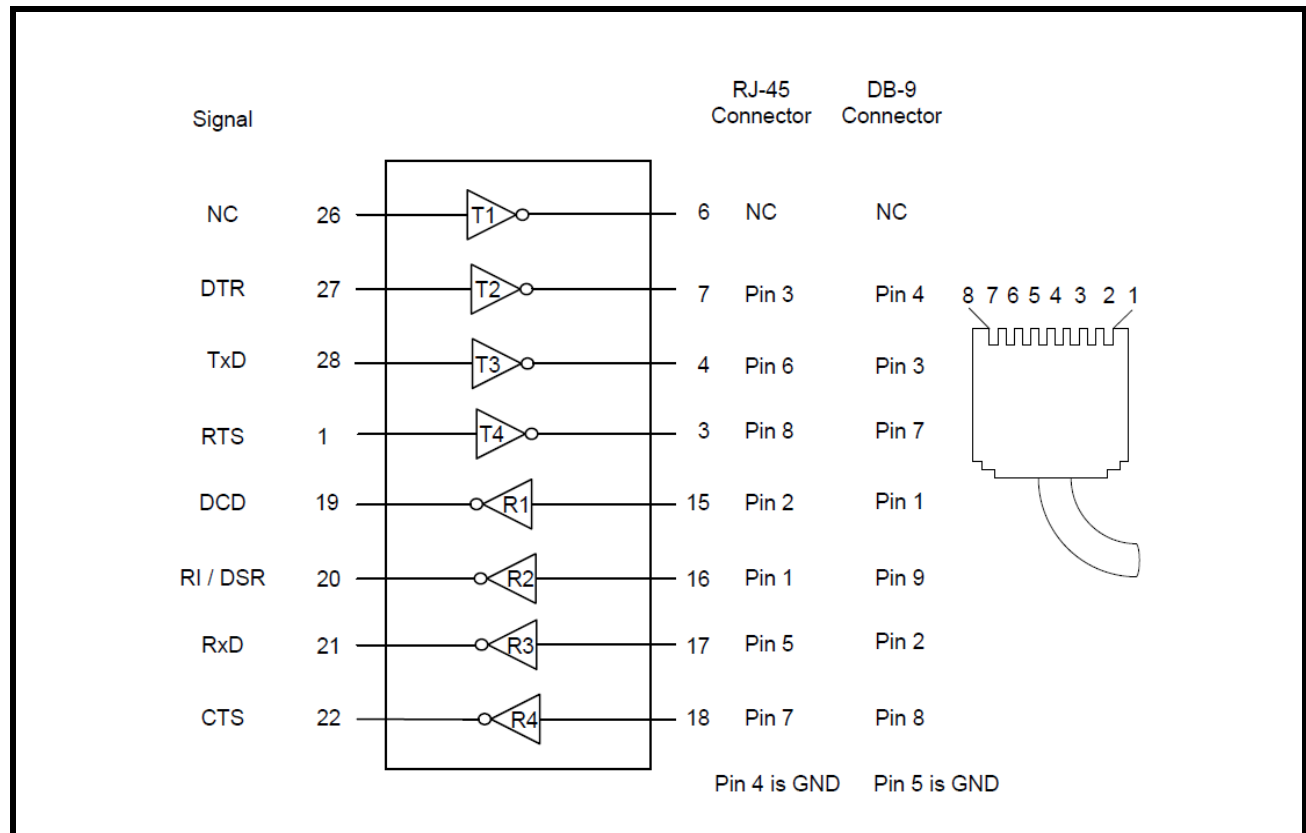 RJ-45 DB-9
Signal Connector Connector
NC 26 T1 6 NC NC
DTR 27 T2 7 Pin 3 Pin 4
8 7 6 5 4 3 2 1
TxD 28 T3 4 Pin 6 Pin 3
RTS 1 T4 3 Pin 8 Pin 7
DCD 19 R1 15 Pin 2 Pin 1
RI / DSR 20 R2 16 Pin 1 Pin 9
RxD 21 R3 17 Pin 5 Pin 2
CTS 22 R4 18 Pin 7 Pin 8
Pin 4 is GND Pin 5 is GND